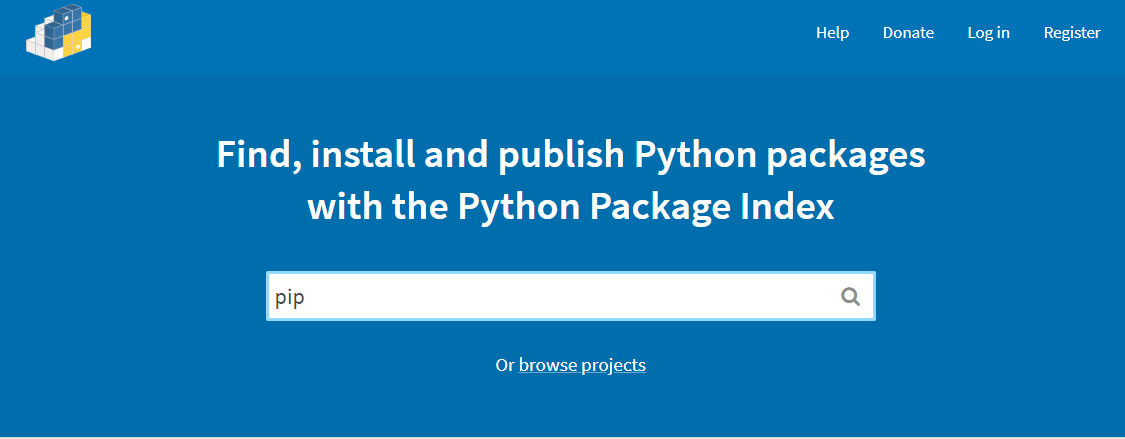 Help Donate Log in Register
Find, install and publish Python packages
with the Python Package Index
pip
Or browse projects